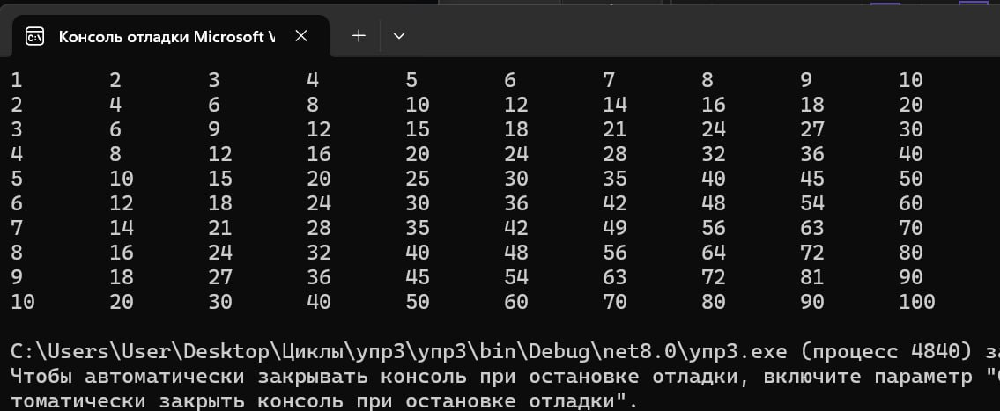 Консоль отладки Microsoft V
1 2 3 4 5 6 7 8 9 10
2 4 6 8 10 12 14 16 18 20
3 6 9 12 15 18 21 24 27 30
4 8 12 16 20 24 28 32 36 40
5 10 15 20 25 30 35 40 45 50
6 12 18 24 30 36 42 48 54 60
7 14 21 28 35 42 49 56 63 70
8 16 24 32 40 48 56 64 72 80
9 18 27 36 45 54 63 72 81 90
10 20 30 40 50 60 70 80 90 100
C:\Users\User\Desktop\Циклы\упр3\упр3\bin\Debug\net8.0\упр3.exe (процесс 4840) за
Чтобы автоматически закрывать консоль при остановке отладки, включите параметр "
томатически закрыть консоль при остановке отладки".